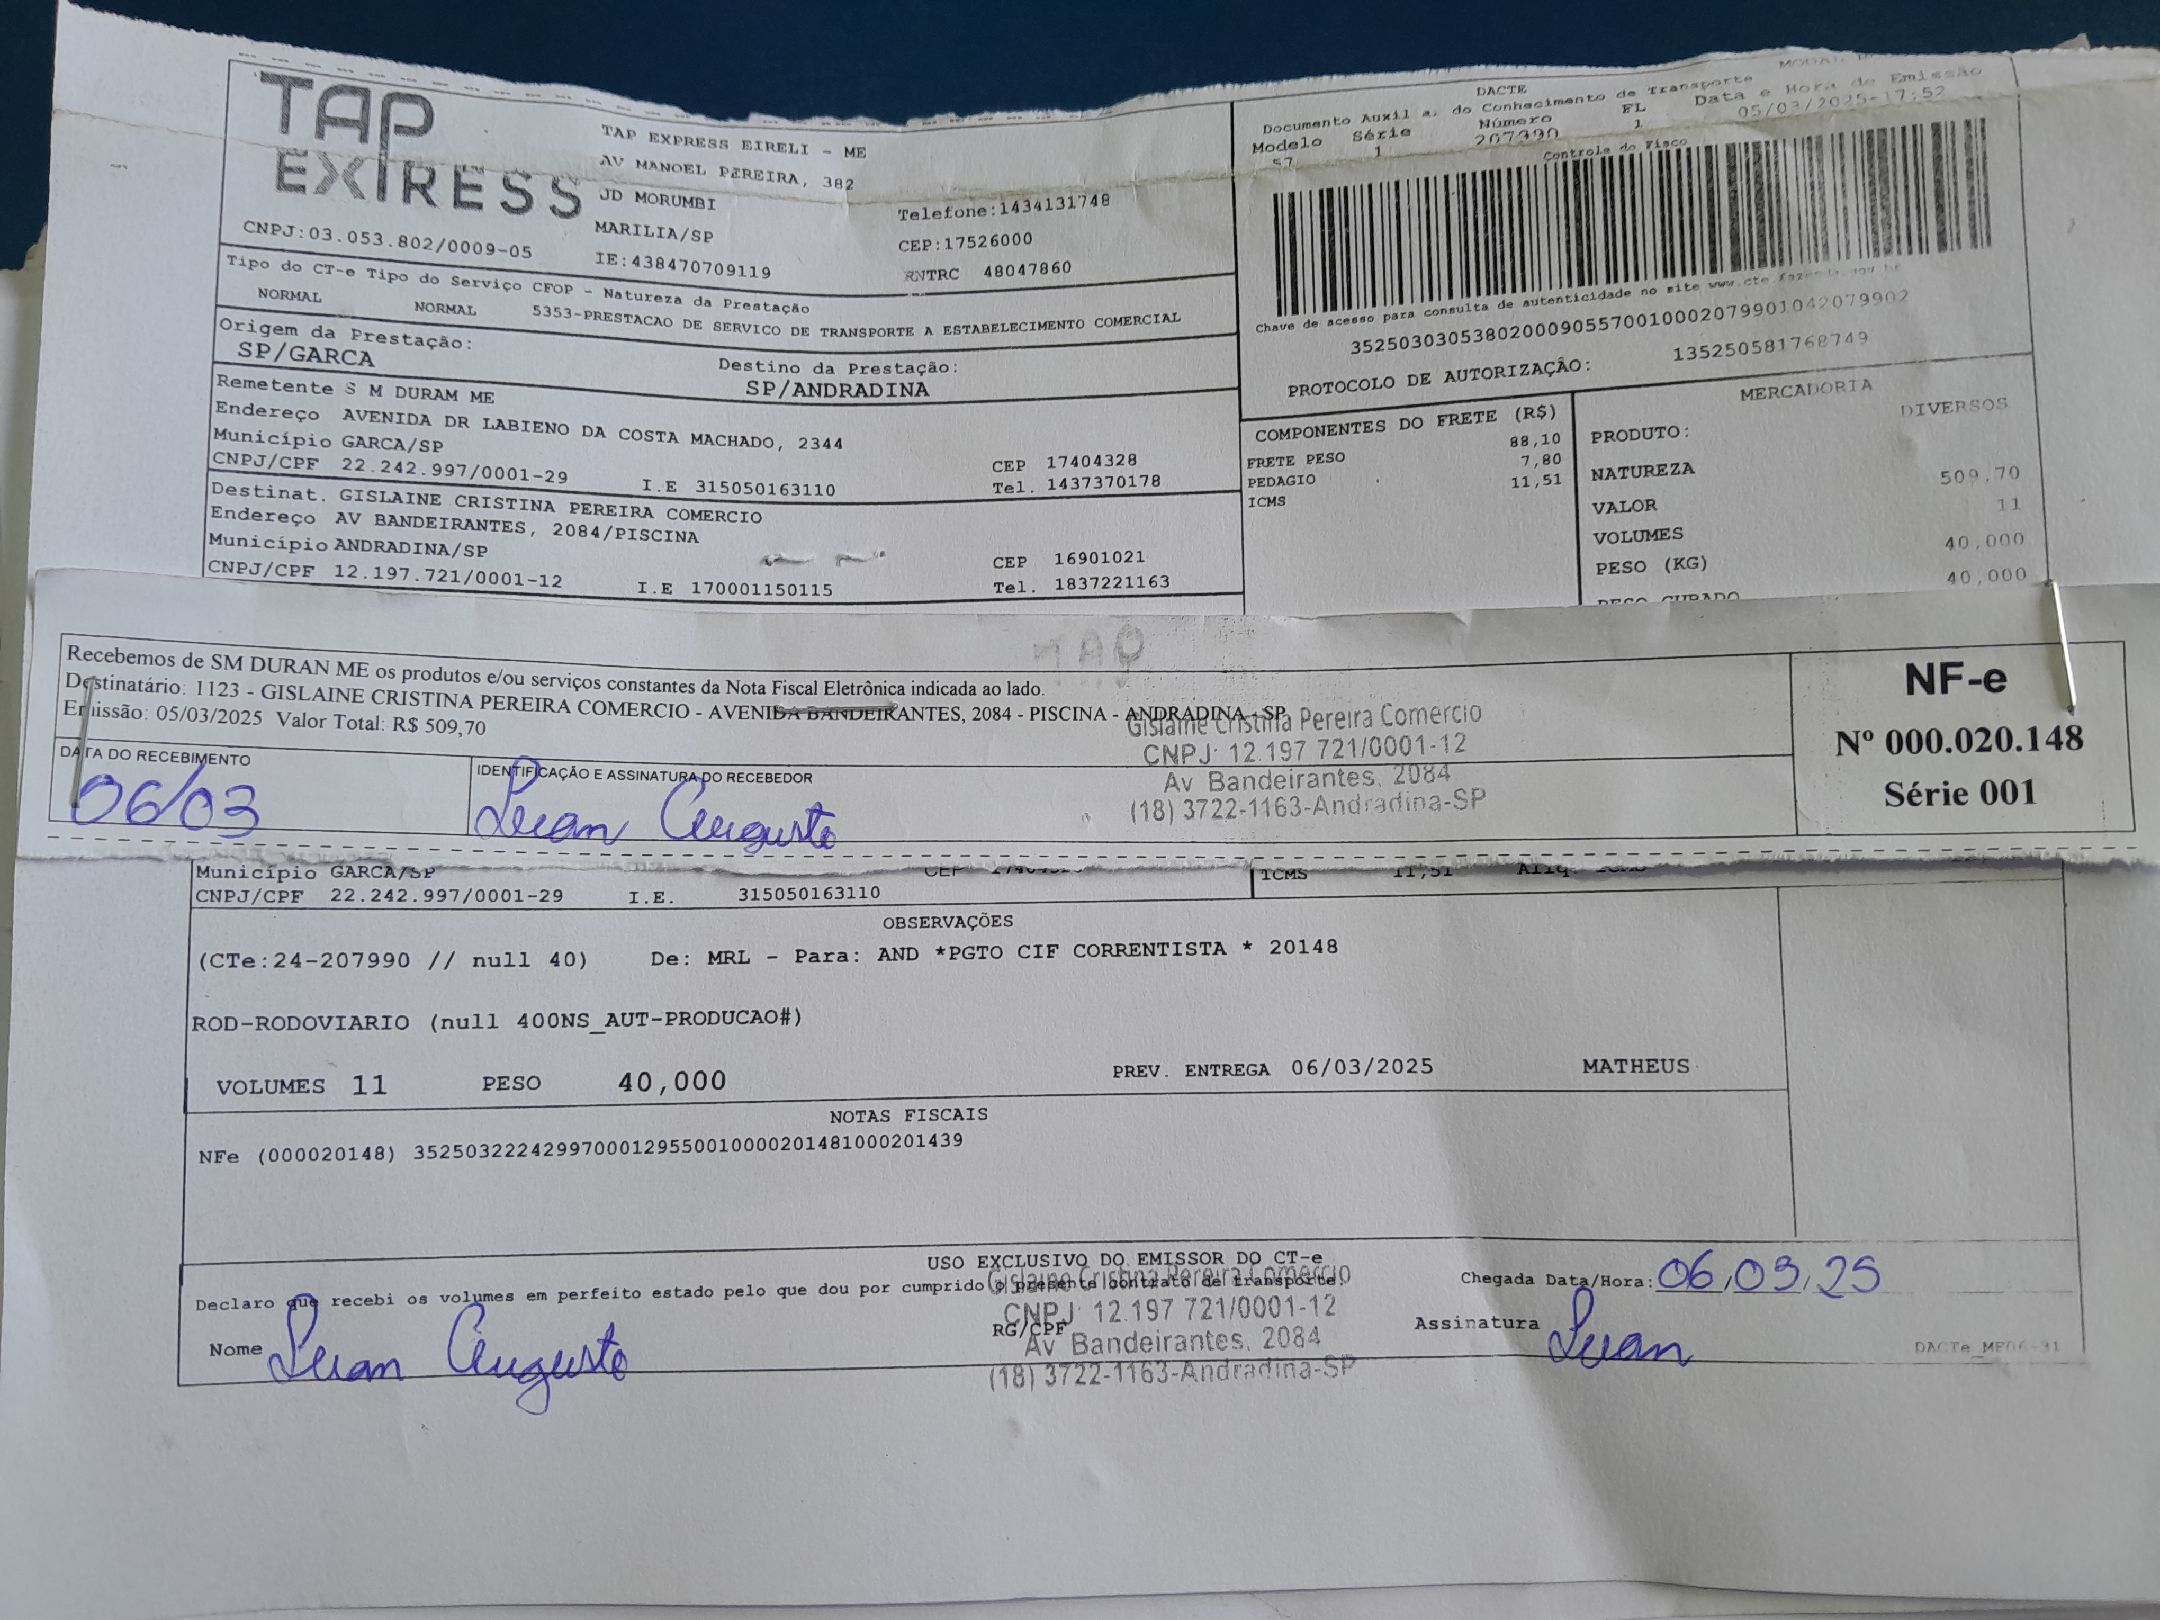 TAP
EXPRESS
TAP EXPRESS EIRELI - ME
AV MANOEL PEREIRA, 382
JD MORUMBI
MARILIA/SP
IE:438470709119
CNPJ:03.053.802/0009-05
Telefone:1434131748
CEP:17526000
RNTRC 48047860
DACTE
Documento Auxil a. do Conhecimento de Transporte
Modelo Série Número FL Data e Hora de Emissão
57 1 207990 1 05/03/2025-17:52
Controle do Fisco
Chave de acesso para consulta de autenticidade no site www.cte.fazenda.gov.br
35250303053802000905570010002079901042079902
PROTOCOLO DE AUTORIZAÇÃO: 135250581768749
Tipo do CT-e Tipo do Serviço CFOP - Natureza da Prestação
NORMAL NORMAL 5353-PRESTACAO DE SERVICO DE TRANSPORTE A ESTABELECIMENTO COMERCIAL
Origem da Prestação: Destino da Prestação:
SP/GARCA SP/ANDRADINA
Remetente S M DURAM ME
Endereço AVENIDA DR LABIENO DA COSTA MACHADO, 2344
Município GARCA/SP CEP 17404328
CNPJ/CPF 22.242.997/0001-29 I.E 315050163110 Tel. 1437370178
Destinat. GISLAINE CRISTINA PEREIRA COMERCIO
Endereço AV BANDEIRANTES, 2084/PISCINA
Município ANDRADINA/SP CEP 16901021
CNPJ/CPF 12.197.721/0001-12 I.E 170001150115 Tel. 1837221163
COMPONENTES DO FRETE (R$)
FRETE PESO 88,10
PEDAGIO 7,80
ICMS 11,51
MERCADORIA
PRODUTO: DIVERSOS
NATUREZA
VALOR 509,70
VOLUMES 11
PESO (KG) 40,000
PESO CUBADO 40,000
Recebemos de SM DURAN ME os produtos e/ou serviços constantes da Nota Fiscal Eletrônica indicada ao lado.
Destinatário: 1123 - GISLAINE CRISTINA PEREIRA COMERCIO - AVENIDA BANDEIRANTES, 2084 - PISCINA - ANDRADINA - SP
Emissão: 05/03/2025 Valor Total: R$ 509,70
DATA DO RECEBIMENTO
06/03
IDENTIFICAÇÃO E ASSINATURA DO RECEBEDOR
Luan Augusto
Gislaine Cristina Pereira Comercio
CNPJ: 12.197 721/0001-12
Av Bandeirantes, 2084
(18) 3722-1163-Andradina-SP
NF-e
Nº 000.020.148
Série 001
Município GARCA/SP
CNPJ/CPF 22.242.997/0001-29 I.E. 315050163110
ICMS 11,51
OBSERVAÇÕES
(CTe:24-207990 // null 40) De: MRL - Para: AND *PGTO CIF CORRENTISTA * 20148
ROD-RODOVIARIO (null 400NS_AUT-PRODUCAO#)
VOLUMES 11 PESO 40,000 PREV. ENTREGA 06/03/2025 MATHEUS
NOTAS FISCAIS
NFe (000020148) 35250322242997000129550010000201481000201439
USO EXCLUSIVO DO EMISSOR DO CT-e
Declaro que recebi os volumes em perfeito estado pelo que dou por cumprido o presente contrato de transporte.
Chegada Data/Hora: 06,03,25
Nome Luan Augusto
RG/CPF
Assinatura Luan
Gislaine Cristina Pereira Comercio
CNPJ 12.197 721/0001-12
Av Bandeirantes, 2084
(18) 3722-1163-Andradina-SP